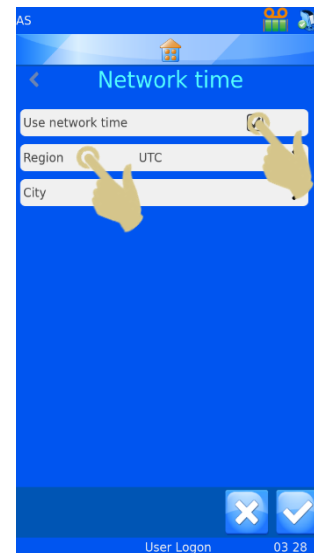 AS
Network time
Use network time
Region UTC
City
User Logon 03 28